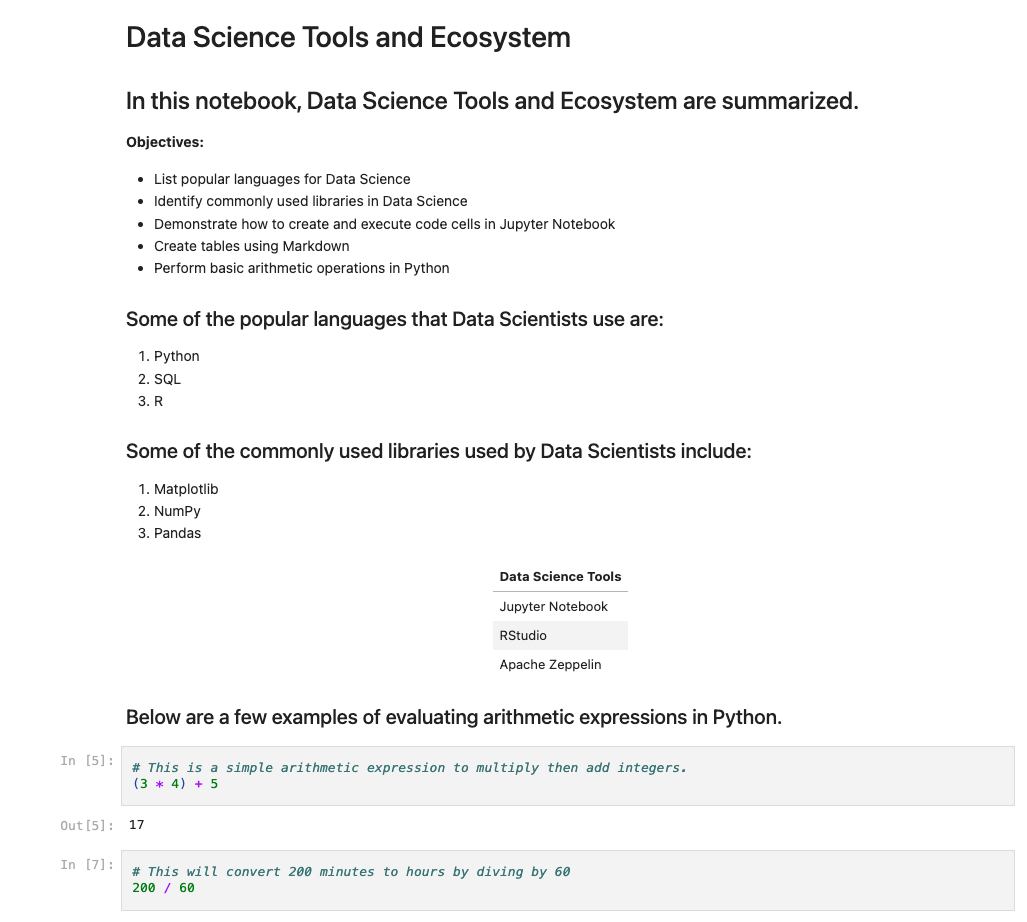 Data Science Tools and Ecosystem
In this notebook, Data Science Tools and Ecosystem are summarized.
Objectives:
• List popular languages for Data Science
• Identify commonly used libraries in Data Science
• Demonstrate how to create and execute code cells in Jupyter Notebook
• Create tables using Markdown
• Perform basic arithmetic operations in Python
Some of the popular languages that Data Scientists use are:
1. Python
2. SQL
3. R
Some of the commonly used libraries used by Data Scientists include:
1. Matplotlib
2. NumPy
3. Pandas
Data Science Tools
Jupyter Notebook
RStudio
Apache Zeppelin
Below are a few examples of evaluating arithmetic expressions in Python.
In [5]: # This is a simple arithmetic expression to multiply then add integers.
(3 * 4) + 5
Out[5]: 17
In [7]: # This will convert 200 minutes to hours by diving by 60
200 / 60